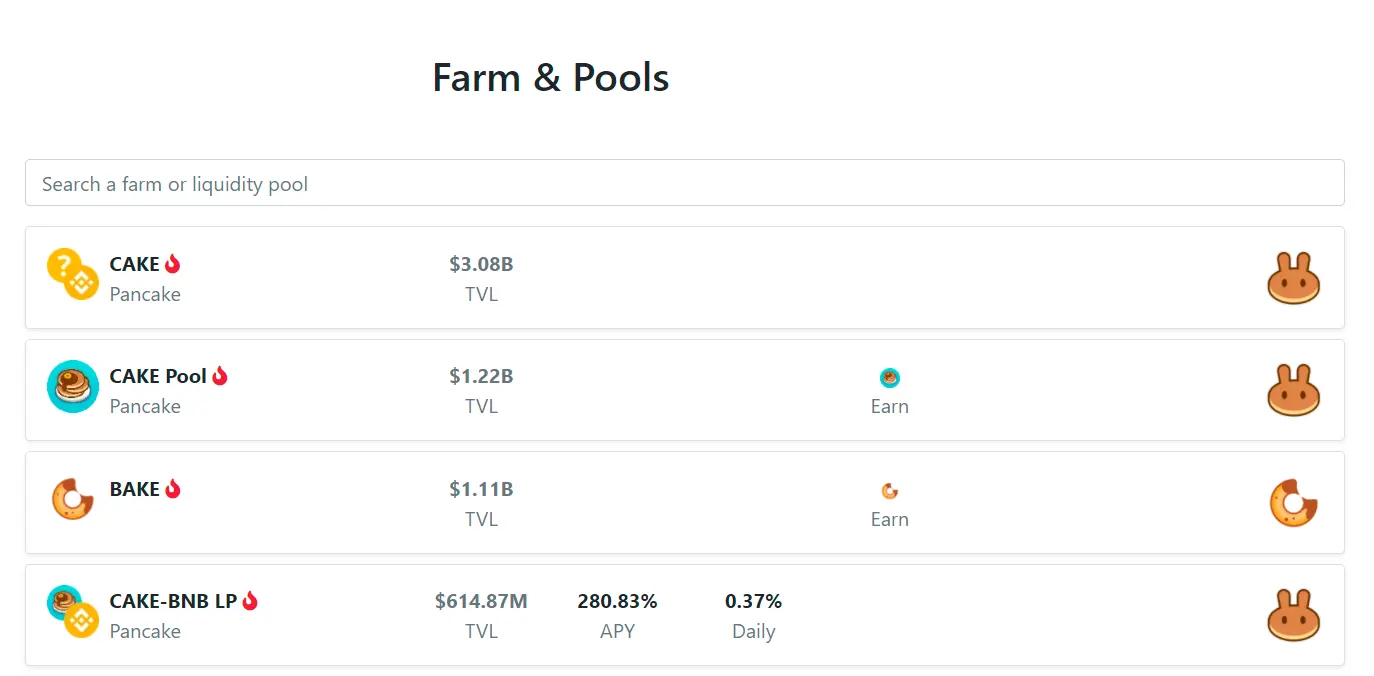 Farm & Pools
Search a farm or liquidity pool
?
CAKE
Pancake
$3.08B
TVL
CAKE Pool
Pancake
$1.22B
TVL
Earn
BAKE
$1.11B
TVL
Earn
CAKE-BNB LP
Pancake
$614.87M
TVL
280.83%
APY
0.37%
Daily